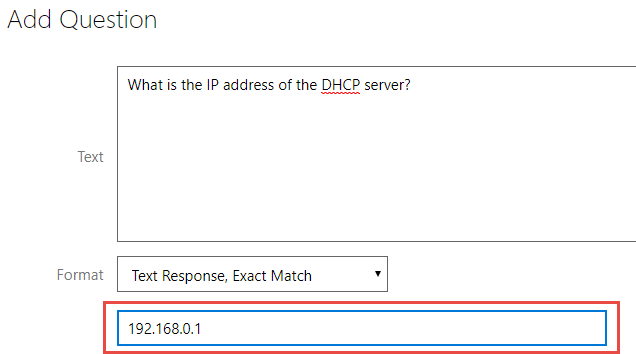 Add Question
What is the IP address of the DHCP server?
Text
Format
Text Response, Exact Match
192.168.0.1